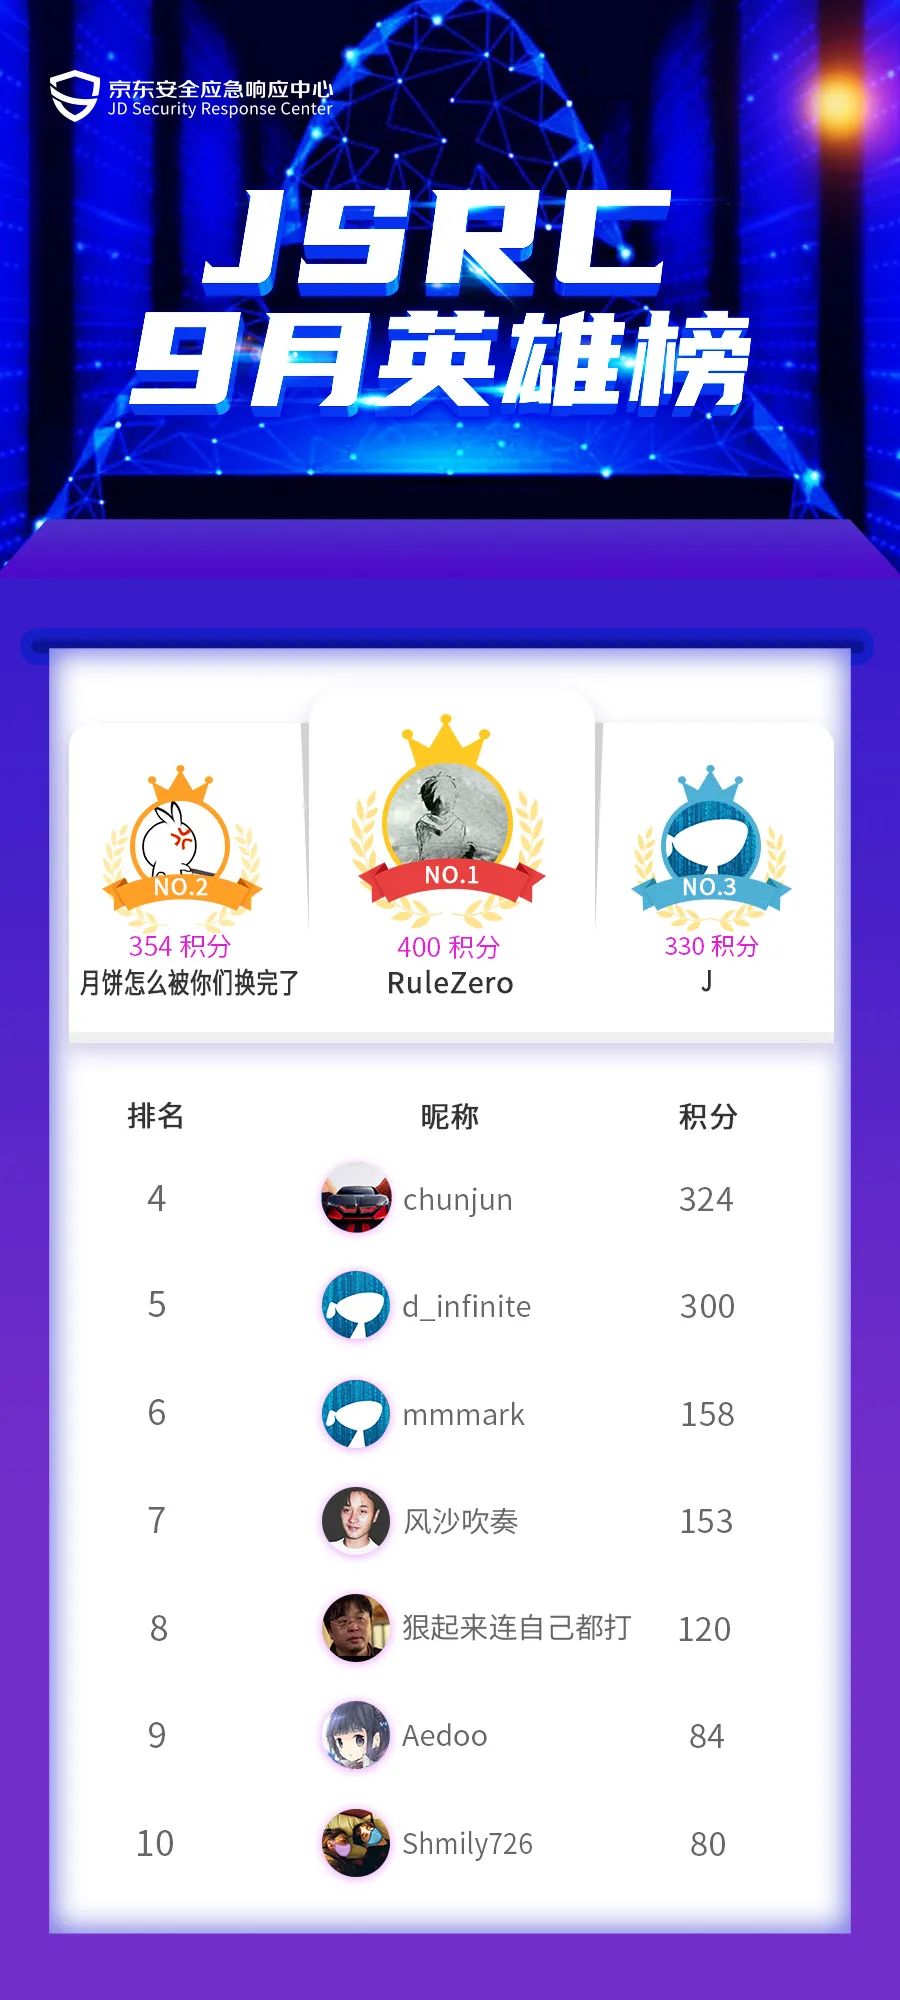 京东安全应急响应中心
JD Security Response Center
JSRC
9月英雄榜
NO.2
NO.1
NO.3
354 积分
400 积分
330 积分
月饼怎么被你们换完了
RuleZero
J
排名 昵称 积分
4 chunjun 324
5 d_infinite 300
6 mmmark 158
7 风沙吹奏 153
8 狠起来连自己都打 120
9 Aedoo 84
10 Shmily726 80